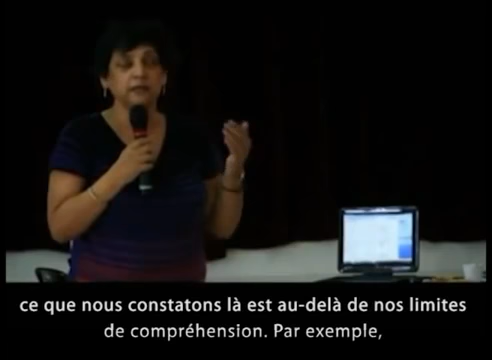 ce que nous constatons là est au-delà de nos limites
de compréhension. Par exemple,